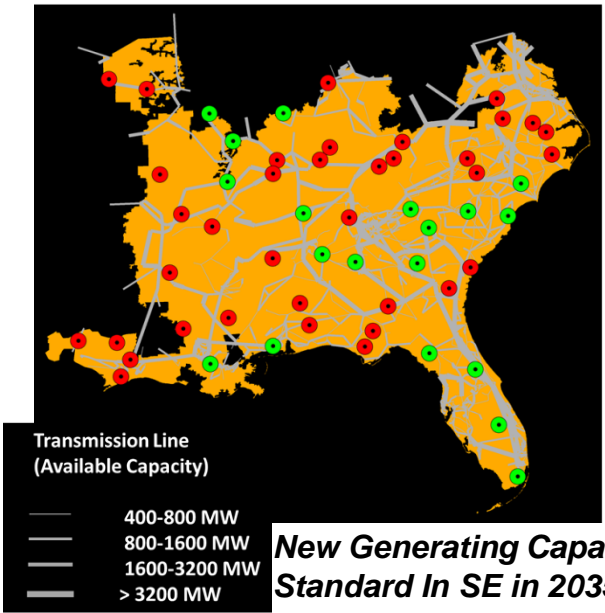 Transmission Line
(Available Capacity)
400-800 MW
800-1600 MW
1600-3200 MW
> 3200 MW
New Generating Capa
Standard In SE in 203